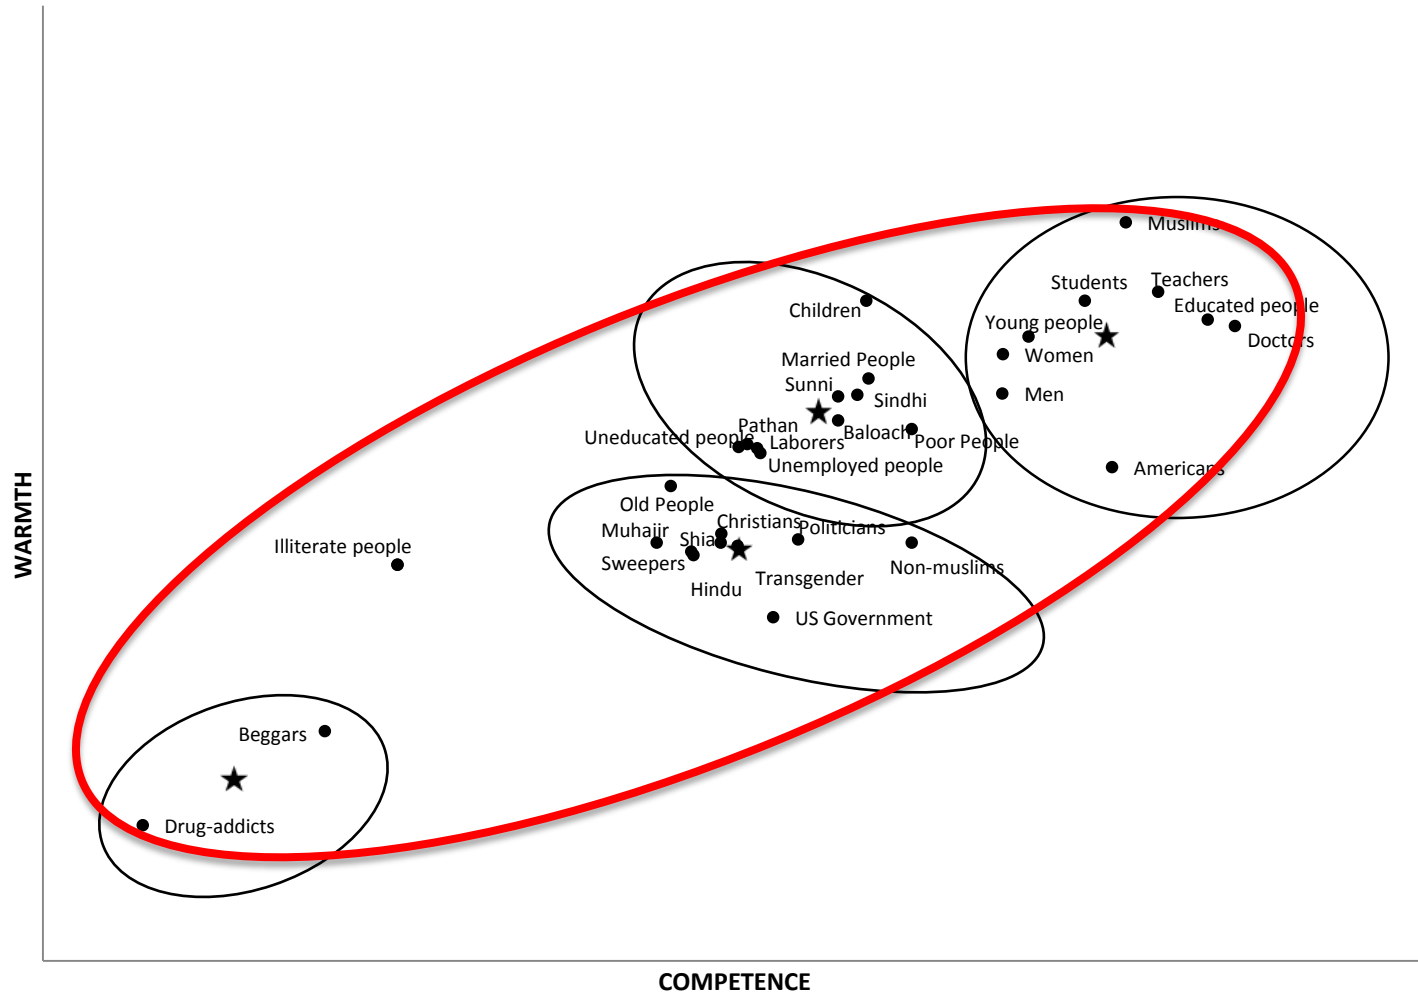 Muslims
Students
Teachers
Educated people
Children
Young people
Doctors
Women
Married People
Sunni
Men
Sindhi
Pathan
Baloach
Uneducated people
Laborers
Poor People
Unemployed people
Americans
WARMTH
Old People
Christians
Politicians
Muhajir
Shia
Illiterate people
Sweepers
Non-muslims
Transgender
Hindu
US Government
Beggars
Drug-addicts
COMPETENCE